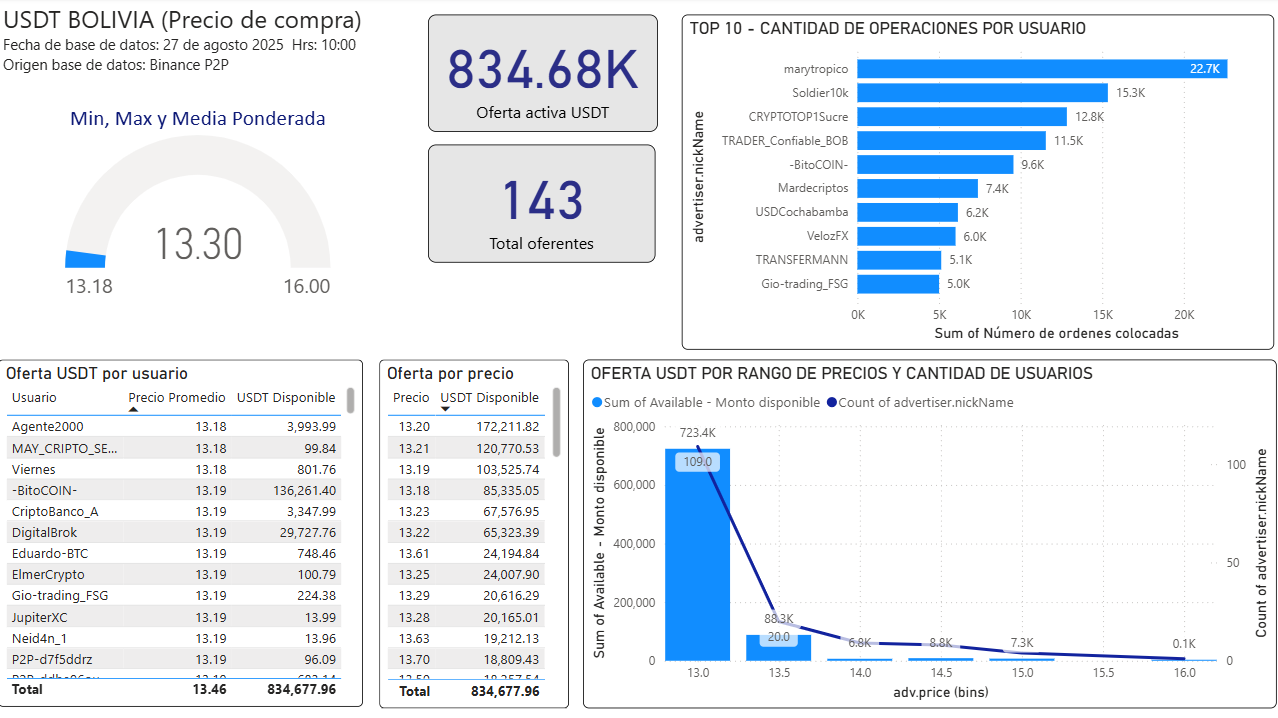 USDT BOLIVIA (Precio de compra)
Fecha de base de datos: 27 de agosto 2025 Hrs: 10:00
Origen base de datos: Binance P2P
Min, Max y Media Ponderada
13.30
13.18 16.00
834.68K
Oferta activa USDT
143
Total oferentes
TOP 10 - CANTIDAD DE OPERACIONES POR USUARIO
advertiser.nickName
marytropico 22.7K
Soldier10k 15.3K
CRYPTOTOP1Sucre 12.8K
TRADER_Confiable_BOB 11.5K
-BitoCOIN- 9.6K
Mardecriptos 7.4K
USDCochabamba 6.2K
VelozFX 6.0K
TRANSFERMANN 5.1K
Gio-trading_FSG 5.0K
0K 5K 10K 15K 20K
Sum of Número de ordenes colocadas
Oferta USDT por usuario
Usuario Precio Promedio USDT Disponible
Agente2000 13.18 3,993.99
MAY_CRIPTO_SE... 13.18 99.84
Viernes 13.18 801.76
-BitoCOIN- 13.19 136,261.40
CriptoBanco_A 13.19 3,347.99
DigitalBrok 13.19 29,727.76
Eduardo-BTC 13.19 748.46
ElmerCrypto 13.19 100.79
Gio-trading_FSG 13.19 224.38
JupiterXC 13.19 13.99
Neid4n_1 13.19 13.96
P2P-d7f5ddrz 13.19 96.09
Total 13.46 834,677.96
Oferta por precio
Precio USDT Disponible
13.20 172,211.82
13.21 120,770.53
13.19 103,525.74
13.18 85,335.05
13.23 67,576.95
13.22 65,323.39
13.61 24,194.84
13.25 24,007.90
13.29 20,616.29
13.28 20,165.01
13.63 19,212.13
13.70 18,809.43
Total 834,677.96
OFERTA USDT POR RANGO DE PRECIOS Y CANTIDAD DE USUARIOS
Sum of Available - Monto disponible Count of advertiser.nickName
Sum of Available - Monto disponible
800,000
600,000
400,000
200,000
0
723.4K
109.0
88.3K
20.0
6.8K
8.8K
7.3K
0.1K
100
50
0
Count of advertiser.nickName
13.0 13.5 14.0 14.5 15.0 15.5 16.0
adv.price (bins)